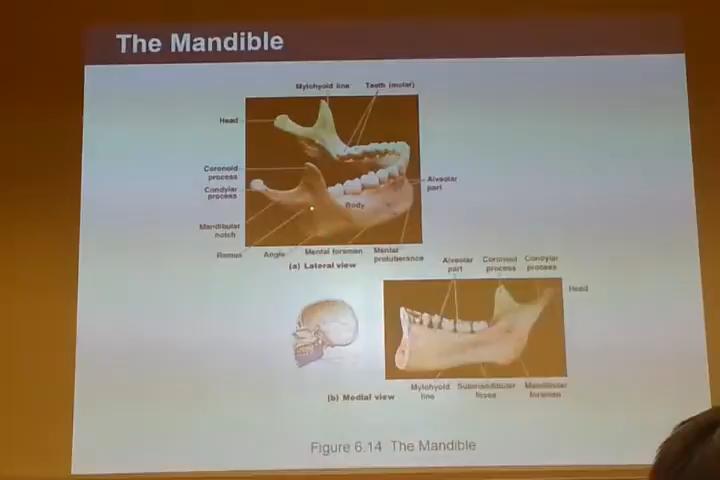 The Mandible
Mylohyoid line
Teeth (molar)
Head
Coronoid
process
Condylar
process
Alveolar
part
Body
Mandibular
notch
Ramus
Angle
Mental foramen
Mental
protuberance
(a) Lateral view
Alveolar
part
Coronoid
process
Condylar
process
Head
Mylohyoid
line
Submandibular
fossa
Mandibular
foramen
(b) Medial view
Figure 6.14 The Mandible